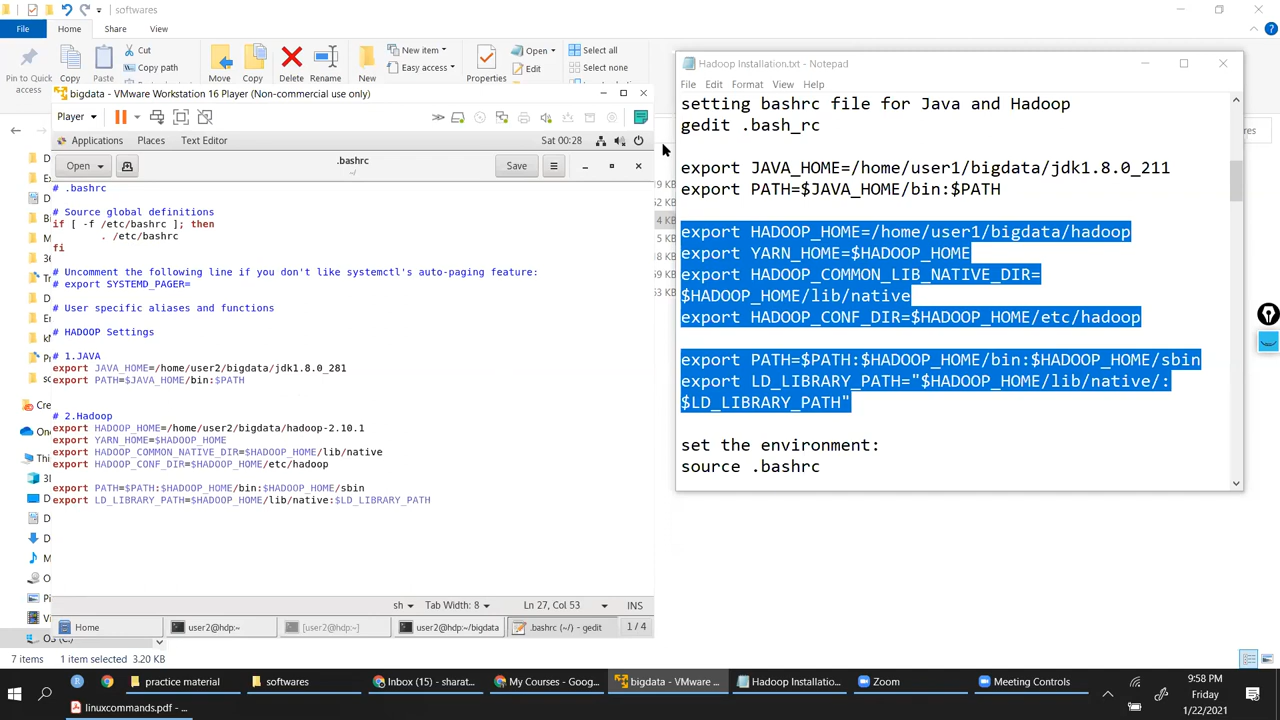 softwares
File
Home
Share
View
Cut
Copy path
Pin to Quick
access
Copy
Paste
Move
Copy
Delete
Rename
New
New item
Easy access
Properties
Open
Edit
Select all
Select none
bigdata - VMware Workstation 16 Player (Non-commercial use only)
Player
Applications
Places
Text Editor
Sat 00:28
Open
.bashrc
~/
Save
# .bashrc
# Source global definitions
if [ -f /etc/bashrc ]; then
. /etc/bashrc
fi
# Uncomment the following line if you don't like systemctl's auto-paging feature:
# export SYSTEMD_PAGER=
# User specific aliases and functions
# HADOOP Settings
# 1.JAVA
export JAVA_HOME=/home/user2/bigdata/jdk1.8.0_281
export PATH=$JAVA_HOME/bin:$PATH
# 2.Hadoop
export HADOOP_HOME=/home/user2/bigdata/hadoop-2.10.1
export YARN_HOME=$HADOOP_HOME
export HADOOP_COMMON_NATIVE_DIR=$HADOOP_HOME/lib/native
export HADOOP_CONF_DIR=$HADOOP_HOME/etc/hadoop
export PATH=$PATH:$HADOOP_HOME/bin:$HADOOP_HOME/sbin
export LD_LIBRARY_PATH=$HADOOP_HOME/lib/native:$LD_LIBRARY_PATH
sh
Tab Width: 8
Ln 27, Col 53
INS
Home
user2@hdp:~
[user2@hdp:~]
user2@hdp:~/bigdata
.bashrc (~/) - gedit
1 / 4
Hadoop Installation.txt - Notepad
File Edit Format View Help
setting bashrc file for Java and Hadoop
gedit .bash_rc
export JAVA_HOME=/home/user1/bigdata/jdk1.8.0_211
export PATH=$JAVA_HOME/bin:$PATH
export HADOOP_HOME=/home/user1/bigdata/hadoop
export YARN_HOME=$HADOOP_HOME
export HADOOP_COMMON_LIB_NATIVE_DIR=
$HADOOP_HOME/lib/native
export HADOOP_CONF_DIR=$HADOOP_HOME/etc/hadoop
export PATH=$PATH:$HADOOP_HOME/bin:$HADOOP_HOME/sbin
export LD_LIBRARY_PATH="$HADOOP_HOME/lib/native/:
$LD_LIBRARY_PATH"
set the environment:
source .bashrc
7 items
1 item selected 3.20 KB
practice material
softwares
Inbox (15) - sharat...
My Courses - Goog...
bigdata - VMware ...
Hadoop Installatio...
Zoom
Meeting Controls
linuxcommands.pdf - ...
9:58 PM
Friday
1/22/2021